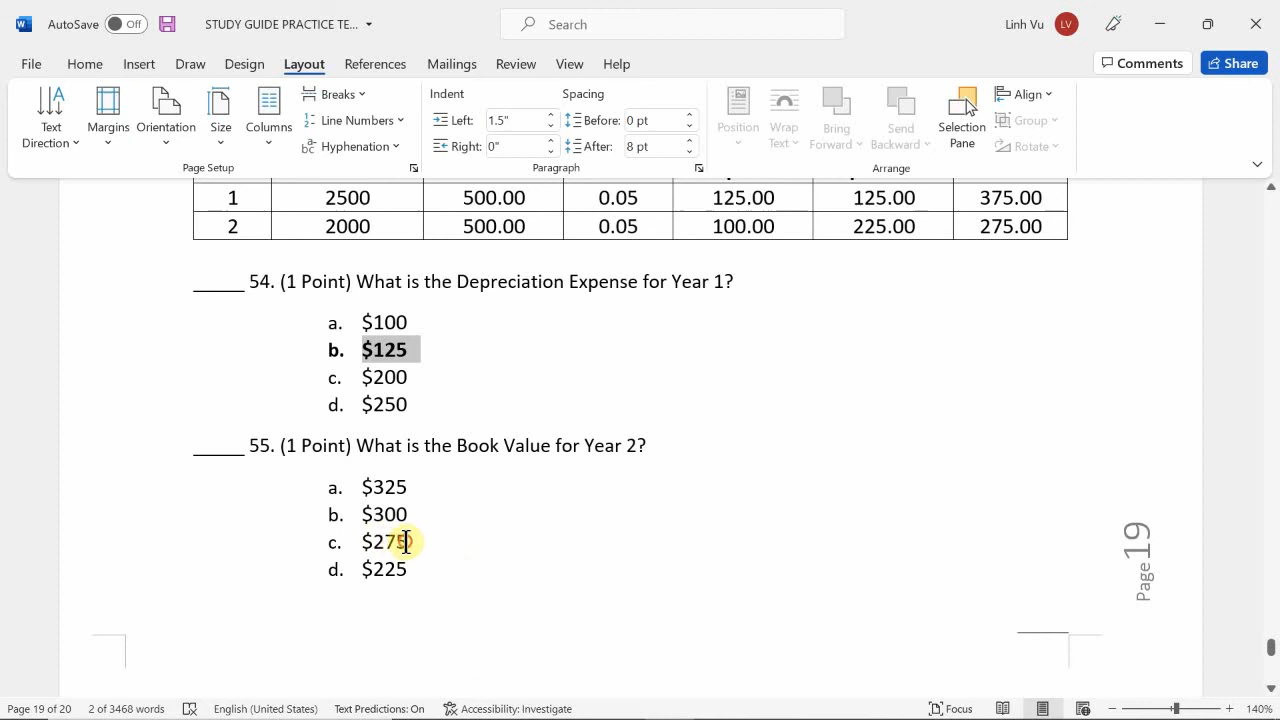 AutoSave Off STUDY GUIDE PRACTICE TE... Search Linh Vu LV
File Home Insert Draw Design Layout References Mailings Review View Help Comments Share
Text Direction Margins Orientation Size Columns Breaks Line Numbers Hyphenation
Indent Spacing
Left: 1.5" Before: 0 pt
Right: 0" After: 8 pt
Position Wrap Text Bring Forward Send Backward Selection Pane Align Group Rotate
Page Setup Paragraph Arrange
1 2500 500.00 0.05 125.00 125.00 375.00
2 2000 500.00 0.05 100.00 225.00 275.00
_____ 54. (1 Point) What is the Depreciation Expense for Year 1?
a. $100
b. $125
c. $200
d. $250
_____ 55. (1 Point) What is the Book Value for Year 2?
a. $325
b. $300
c. $275
d. $225
Page 19
Page 19 of 20 2 of 3468 words English (United States) Text Predictions: On Accessibility: Investigate Focus 140%